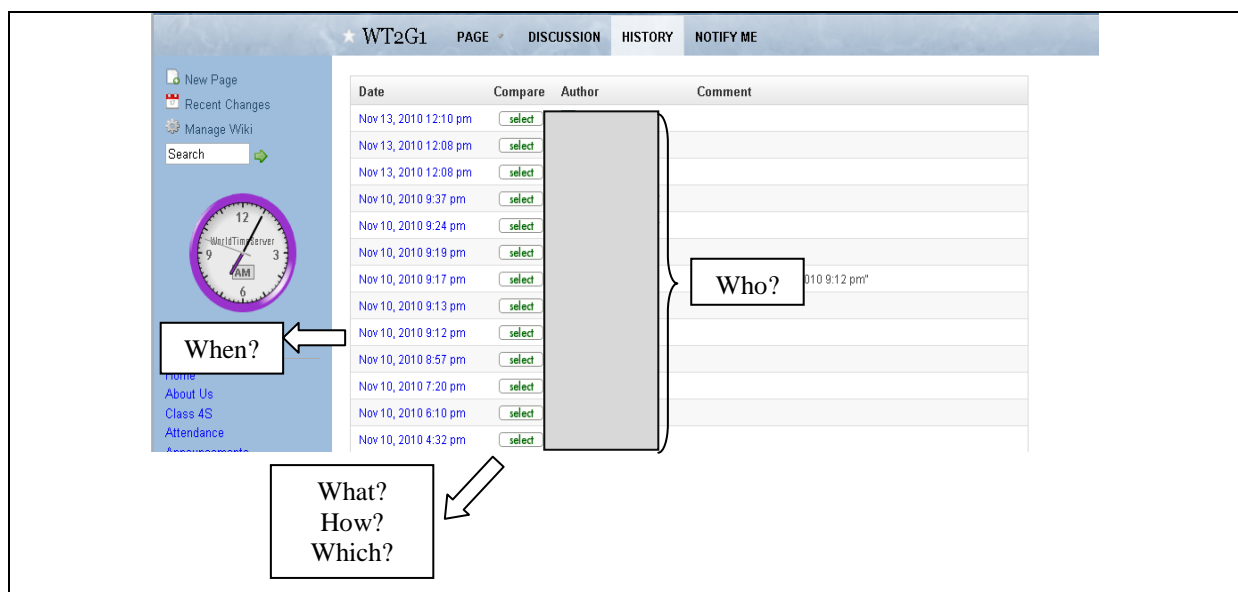 WT2G1 PAGE DISCUSSION HISTORY NOTIFY ME
New Page
Recent Changes
Manage Wiki
Search
12
WorldTimeServer
9 3
AM
6
When?
Home
About Us
Class 4S
Attendance
Announcements
Date Compare Author Comment
Nov 13, 2010 12:10 pm select
Nov 13, 2010 12:08 pm select
Nov 13, 2010 12:08 pm select
Nov 10, 2010 9:37 pm select
Nov 10, 2010 9:24 pm select
Nov 10, 2010 9:19 pm select
Nov 10, 2010 9:17 pm select 010 9:12 pm"
Nov 10, 2010 9:13 pm select
Nov 10, 2010 9:12 pm select
Nov 10, 2010 8:57 pm select
Nov 10, 2010 7:20 pm select
Nov 10, 2010 6:10 pm select
Nov 10, 2010 4:32 pm select
Who?
What?
How?
Which?